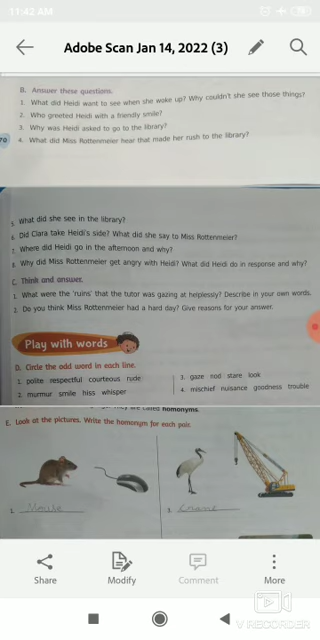 11:42 AM
Adobe Scan Jan 14, 2022 (3)
B. Answer these questions.
1. What did Heidi want to see when she woke up? Why couldn't she see those things?
2. Who greeted Heidi with a friendly smile?
3. Why was Heidi asked to go to the library?
4. What did Miss Rottenmeier hear that made her rush to the library?
70
5. What did she see in the library?
6. Did Clara take Heidi's side? What did she say to Miss Rottenmeier?
7. Where did Heidi go in the afternoon and why?
8. Why did Miss Rottenmeier get angry with Heidi? What did Heidi do in response and why?
C. Think and answer.
1. What were the 'ruins' that the tutor was gazing at helplessly? Describe in your own words.
2. Do you think Miss Rottenmeier had a hard day? Give reasons for your answer.
Play with words
D. Circle the odd word in each line.
1. polite respectful courteous rude
3. gaze nod stare look
2. murmur smile hiss whisper
4. mischief nuisance goodness trouble
they are called homonyms.
E. Look at the pictures. Write the homonym for each pair.
1. Mouse
3. Crane
Share
Modify
Comment
More
V RECORDER